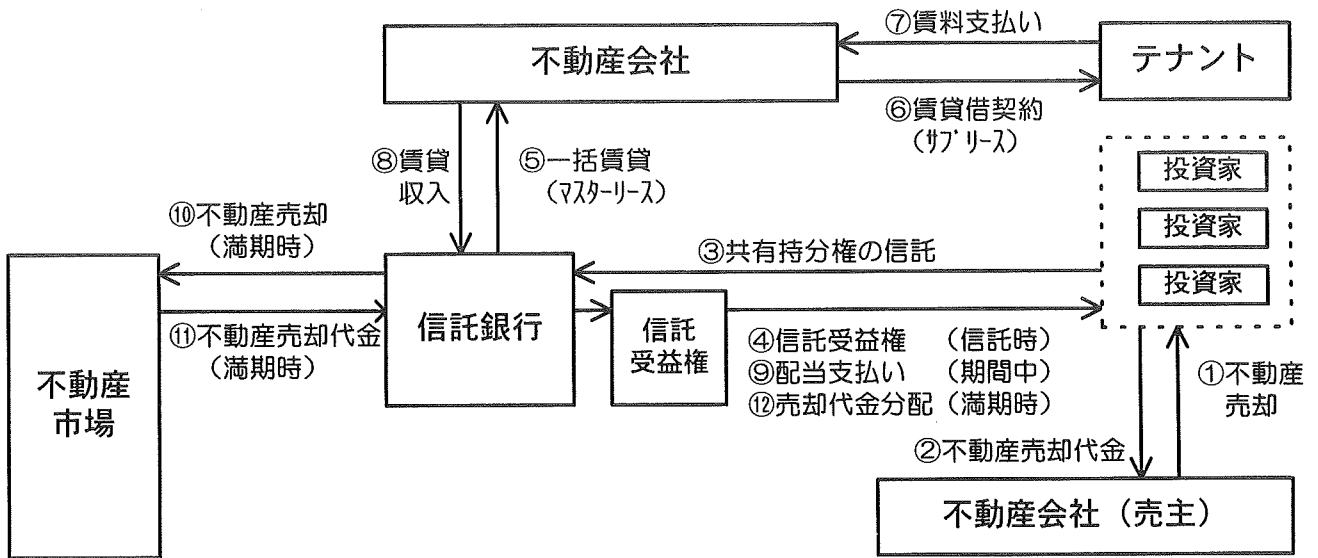 ⑦賃料支払い
不動産会社
テナント
⑥賃貸借契約
（ｻﾌﾞﾘｰｽ）
⑧賃貸
収入
⑤一括賃貸
（ﾏｽﾀｰﾘｰｽ）
投資家
投資家
投資家
⑩不動産売却
（満期時）
③共有持分権の信託
信託銀行
信託
受益権
⑪不動産売却代金
（満期時）
④信託受益権 （信託時）
⑨配当支払い （期間中）
⑫売却代金分配（満期時）
①不動産
売却
不動産
市場
②不動産売却代金
不動産会社（売主）